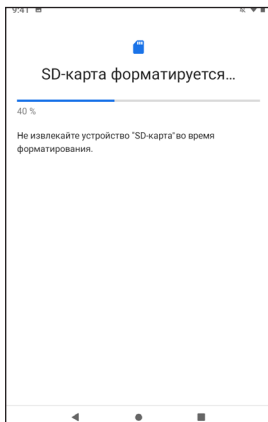 9:41
SD-карта форматируется...
40 %
Не извлекайте устройство "SD-карта" во время
форматирования.